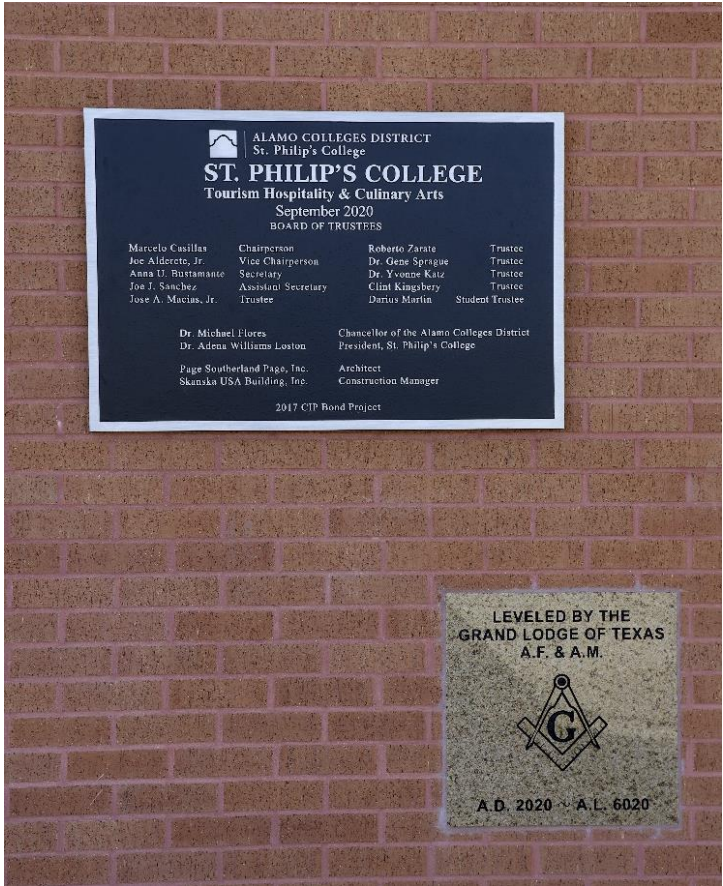 ALAMO COLLEGES DISTRICT
St. Philip's College
ST. PHILIP'S COLLEGE
Tourism Hospitality & Culinary Arts
September 2020
BOARD OF TRUSTEES
Marcelo Casillas Chairperson Roberto Zarate Trustee
Joe Alderete, Jr. Vice Chairperson Dr. Gene Sprague Trustee
Anna U. Bustamante Secretary Dr. Yvonne Katz Trustee
Joe J. Sanchez Assistant Secretary Clint Kingsbery Trustee
Jose A. Macias, Jr. Trustee Darius Martin Student Trustee
Dr. Michael Flores Chancellor of the Alamo Colleges District
Dr. Adena Williams Loston President, St. Philip's College
Page Southerland Page, Inc. Architect
Skanska USA Building, Inc. Construction Manager
2017 CIP Bond Project
LEVELED BY THE
GRAND LODGE OF TEXAS
A.F. & A.M.
G
A.D. 2020 ~ A.L. 6020